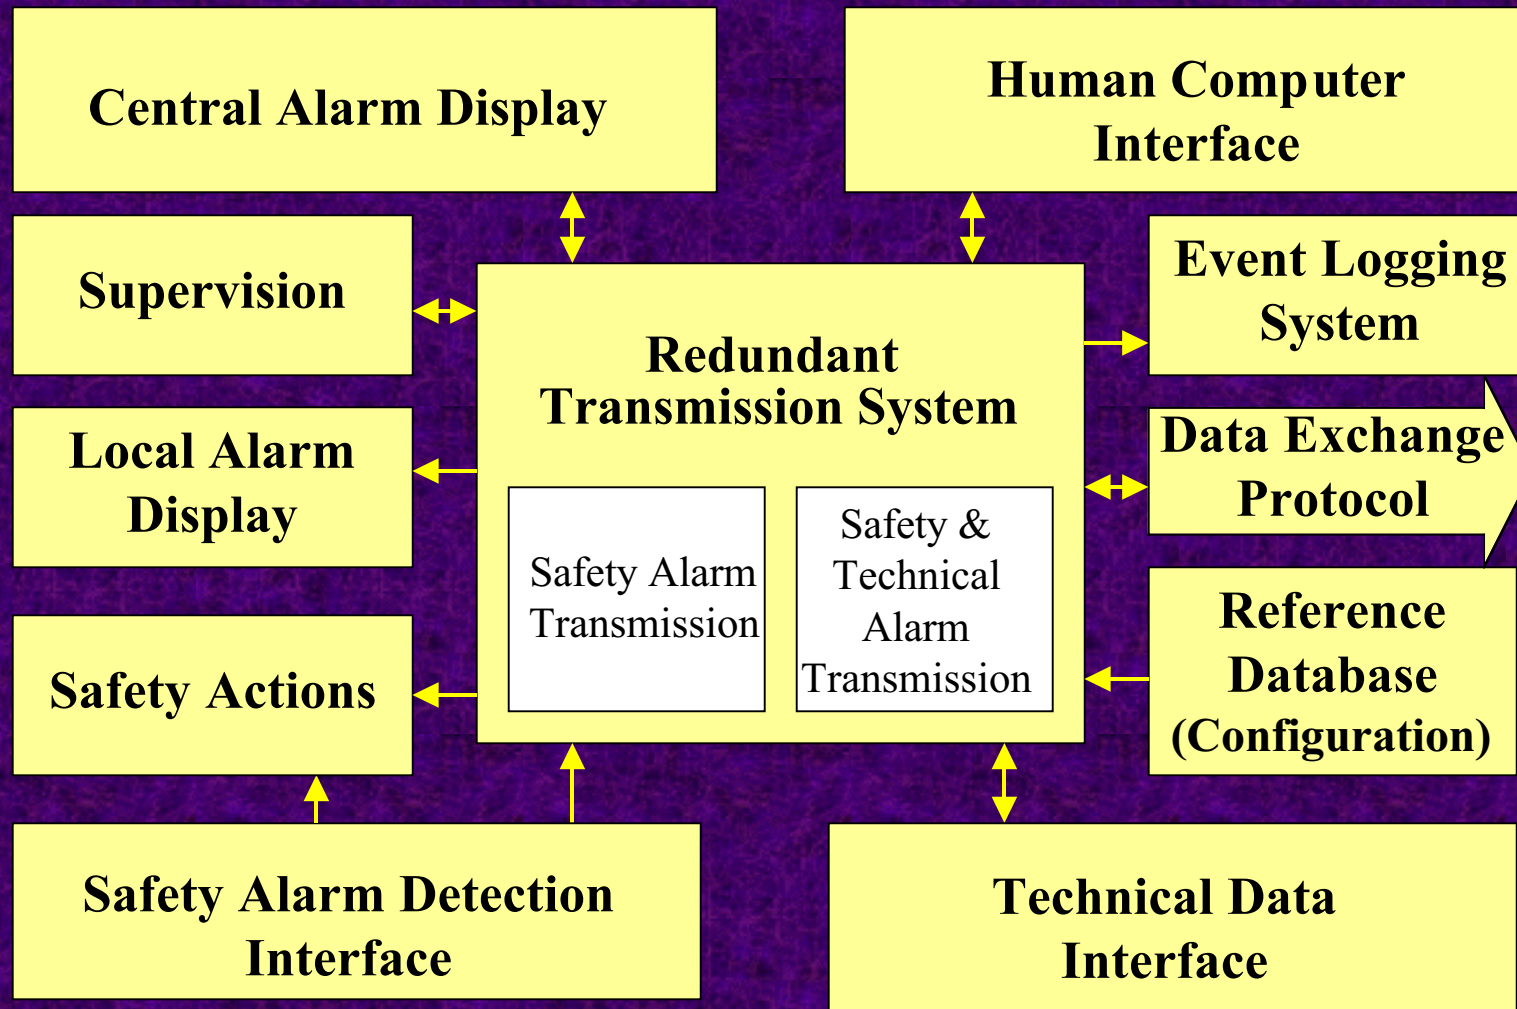 Central Alarm Display
Human Computer
Interface
Supervision
Event Logging
System
Redundant
Transmission System
Local Alarm
Display
Data Exchange
Protocol
Safety Alarm
Transmission
Safety &
Technical
Alarm
Transmission
Safety Actions
Reference
Database
(Configuration)
Safety Alarm Detection
Interface
Technical Data
Interface